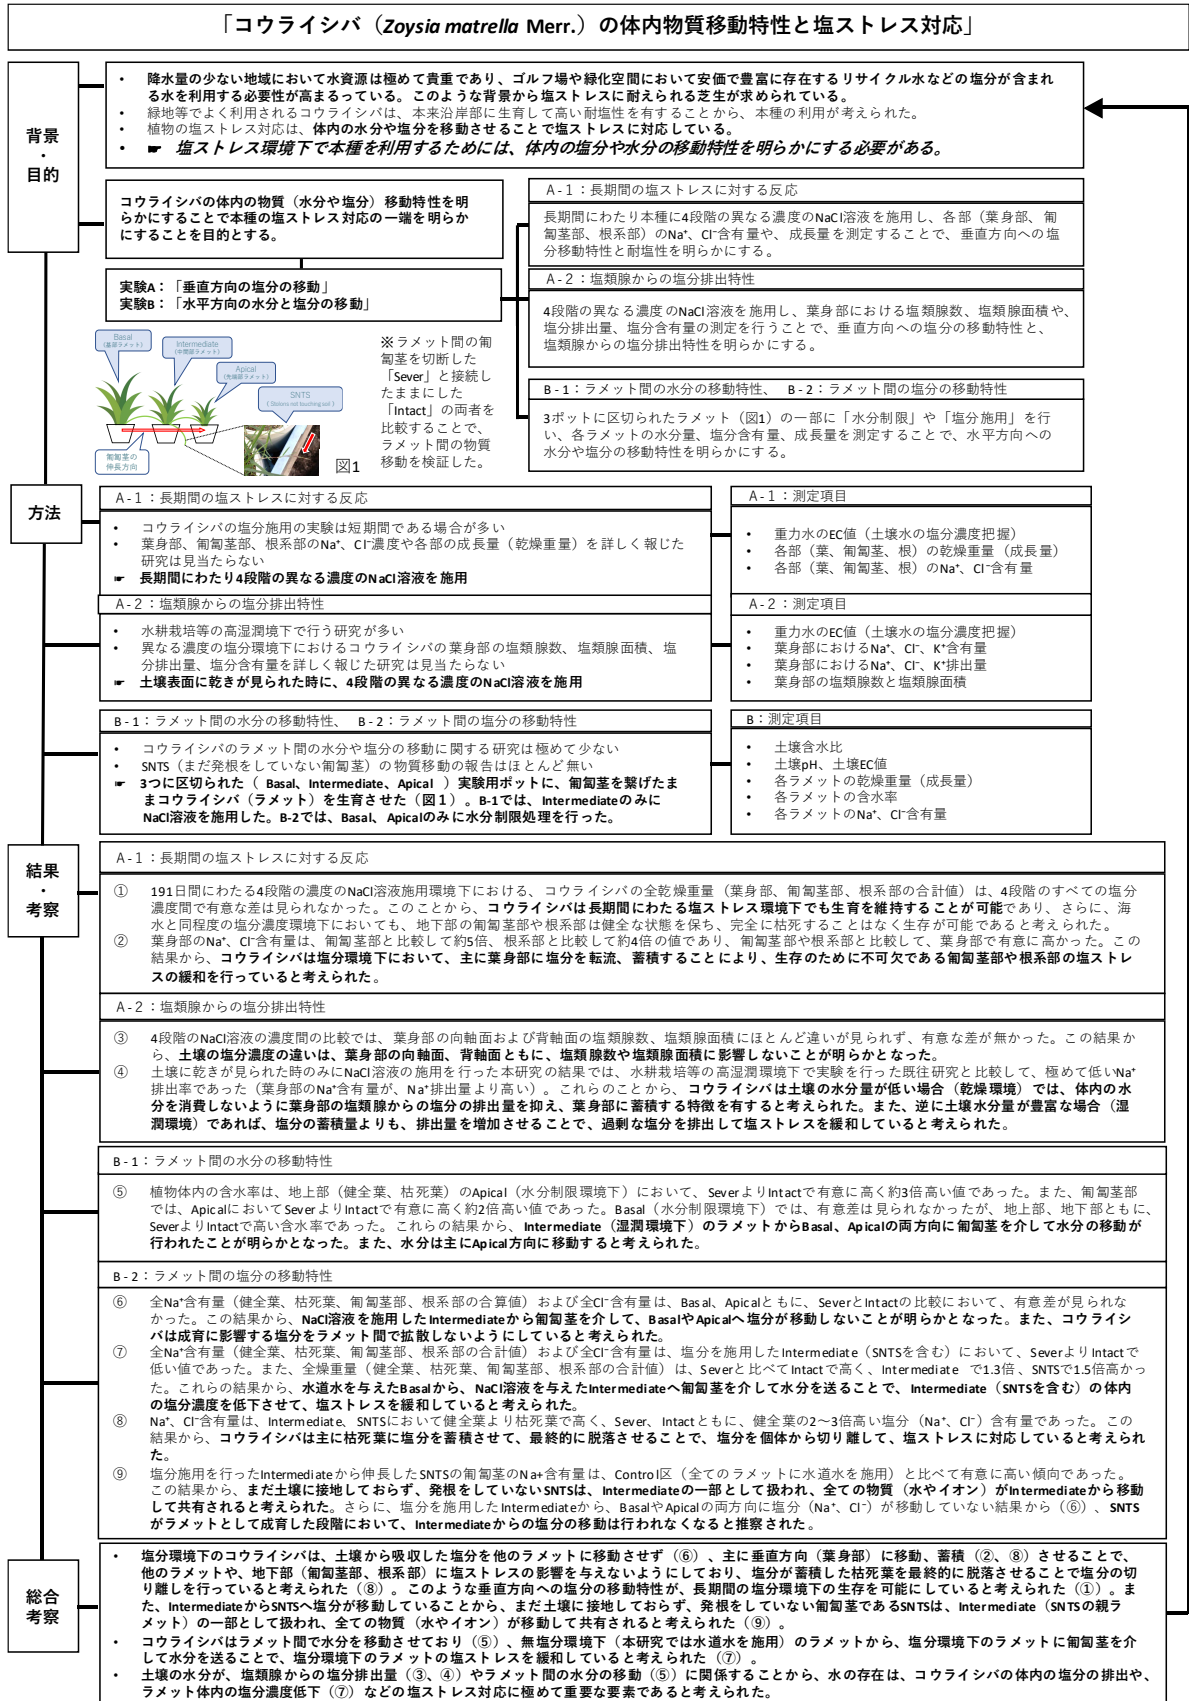 「コウライシバ（Zoysia matrella Merr.）の体内物質移動特性と塩ストレス対応」
背景
・
目的
• 降水量の少ない地域において水資源は極めて貴重であり、ゴルフ場や緑化空間において安価で豊富に存在するリサイクル水などの塩分が含まれ
る水を利用する必要性が高まるっている。このような背景から塩ストレスに耐えられる芝生が求められている。
• 緑地等でよく利用されるコウライシバは、本来沿岸部に生育して高い耐塩性を有することから、本種の利用が考えられた。
• 植物の塩ストレス対応は、体内の水分や塩分を移動させることで塩ストレスに対応している。
• ☛ 塩ストレス環境下で本種を利用するためには、体内の塩分や水分の移動特性を明らかにする必要がある。
コウライシバの体内の物質（水分や塩分）移動特性を明
らかにすることで本種の塩ストレス対応の一端を明らか
にすることを目的とする。
実験A：「垂直方向の塩分の移動」
実験B：「水平方向の水分と塩分の移動」
A-1：長期間の塩ストレスに対する反応
長期間にわたり本種に4段階の異なる濃度のNaCl溶液を施用し、各部（葉身部、匍
匐茎部、根系部）のNa⁺、Cl⁻含有量や、成長量を測定することで、垂直方向への塩
分移動特性と耐塩性を明らかにする。
A-2：塩類腺からの塩分排出特性
4段階の異なる濃度のNaCl溶液を施用し、葉身部における塩類腺数、塩類腺面積や、
塩分排出量、塩分含有量の測定を行うことで、垂直方向への塩分の移動特性と、
塩類腺からの塩分排出特性を明らかにする。
B-1：ラメット間の水分の移動特性、 B-2：ラメット間の塩分の移動特性
3ポットに区切られたラメット（図1）の一部に「水分制限」や「塩分施用」を行
い、各ラメットの水分量、塩分含有量、成長量を測定することで、水平方向への
水分や塩分の移動特性を明らかにする。
Basal
（基部ラメット）
Intermediate
（中間部ラメット）
Apical
（先端部ラメット）
SNTS
（Stolons not touching soil）
匍匐茎の
伸長方向
図1
※ラメット間の匍
匐茎を切断した
「Sever」と接続し
たままにした
「Intact」の両者を
比較することで、
ラメット間の物質
移動を検証した。
方法
A-1：長期間の塩ストレスに対する反応
• コウライシバの塩分施用の実験は短期間である場合が多い
• 葉身部、匍匐茎部、根系部のNa⁺、Cl⁻濃度や各部の成長量（乾燥重量）を詳しく報じた
研究は見当たらない
☛ 長期間にわたり4段階の異なる濃度のNaCl溶液を施用
A-1：測定項目
• 重力水のEC値（土壌水の塩分濃度把握）
• 各部（葉、匍匐茎、根）の乾燥重量（成長量）
• 各部（葉、匍匐茎、根）のNa⁺、Cl⁻含有量
A-2：塩類腺からの塩分排出特性
• 水耕栽培等の高湿潤環境下で行う研究が多い
• 異なる濃度の塩分環境下におけるコウライシバの葉身部の塩類腺数、塩類腺面積、塩
分排出量、塩分含有量を詳しく報じた研究は見当たらない
☛ 土壌表面に乾きが見られた時に、4段階の異なる濃度のNaCl溶液を施用
A-2：測定項目
• 重力水のEC値（土壌水の塩分濃度把握）
• 葉身部におけるNa⁺、Cl⁻、K⁺含有量
• 葉身部におけるNa⁺、Cl⁻、K⁺排出量
• 葉身部の塩類腺数と塩類腺面積
B-1：ラメット間の水分の移動特性、 B-2：ラメット間の塩分の移動特性
• コウライシバのラメット間の水分や塩分の移動に関する研究は極めて少ない
• SNTS（まだ発根をしていない匍匐茎）の物質移動の報告はほとんど無い
☛ 3つに区切られた（ Basal、Intermediate、Apical ）実験用ポットに、匍匐茎を繋げたた
ままコウライシバ（ラメット）を生育させた（図１）。B-1では、Intermediateのみに
NaCl溶液を施用した。B-2では、Basal、Apicalのみに水分制限処理を行った。
B：測定項目
• 土壌含水比
• 土壌pH、土壌EC値
• 各ラメットの乾燥重量（成長量）
• 各ラメットの含水率
• 各ラメットのNa⁺、Cl⁻含有量
結果
・
考察
A-1：長期間の塩ストレスに対する反応
① 191日間にわたる4段階の濃度のNaCl溶液施用環境下における、コウライシバの全乾燥重量（葉身部、匍匐茎部、根系部の合計値）は、4段階のすべての塩分
濃度間で有意な差は見られなかった。このことから、コウライシバは長期間にわたる塩ストレス環境下でも生育を維持することが可能であり、さらに、海
水と同程度の塩分濃度環境下においても、地下部の匍匐茎部や根系部は健全な状態を保ち、完全に枯死することはなく生存が可能であると考えられた。
② 葉身部のNa⁺、Cl⁻含有量は、匍匐茎部と比較して約5倍、根系部と比較して約4倍の値であり、匍匐茎部や根系部と比較して、葉身部で有意に高かった。この
結果から、コウライシバは塩分環境下において、主に葉身部に塩分を転流、蓄積することにより、生存のために不可欠である匍匐茎部や根系部の塩ストレ
スの緩和を行っていると考えられた。
A-2：塩類腺からの塩分排出特性
③ 4段階のNaCl溶液の濃度間の比較では、葉身部の向軸面および背軸面の塩類腺数、塩類腺面積にほとんど違いが見られず、有意な差が無かった。この結果か
ら、土壌の塩分濃度の違いは、葉身部の向軸面、背軸面ともに、塩類腺数や塩類腺面積に影響しないことが明らかとなった。
④ 土壌に乾きが見られた時のみにNaCl溶液の施用を行った本研究の結果では、水耕栽培等の高湿潤環境下で実験を行った既往研究と比較して、極めて低いNa⁺
排出率であった（葉身部のNa⁺含有量が、Na⁺排出量より高い）。これらのことから、コウライシバは土壌の水分量が低い場合（乾燥環境）では、体内の水
分を消費しないように葉身部の塩類腺からの塩分の排出量を抑え、葉身部に蓄積する特徴を有すると考えられた。また、逆に土壌水分量が豊富な場合（湿
潤環境）であれば、塩分の蓄積量よりも、排出量を増加させることで、過剰な塩分を排出して塩ストレスを緩和していると考えられた。
B-1：ラメット間の水分の移動特性
⑤ 植物体内の含水率は、地上部（健全葉、枯死葉）のApical（水分制限環境下）において、SeverよりIntactで有意に高く約3倍高い値であった。また、匍匐茎部
では、ApicalにおいてSeverよりIntactで有意に高く約2倍高い値であった。Basal（水分制限環境下）では、有意差は見られなかったが、地上部、地下部ともに、
SeverよりIntactで高い含水率であった。これらの結果から、Intermediate（湿潤環境下）のラメットからBasal、Apicalの両方向に匍匐茎を介して水分の移動が
行われたことが明らかとなった。また、水分は主にApical方向に移動すると考えられた。
B-2：ラメット間の塩分の移動特性
⑥ 全Na⁺含有量（健全葉、枯死葉、匍匐茎部、根系部の合算値）および全Cl⁻含有量は、Basal、Apicalともに、SeverとIntactの比較において、有意差が見られな
かった。この結果から、NaCl溶液を施用したIntermediateから匍匐茎を介して、BasalやApicalへ塩分が移動しないことが明らかとなった。また、コウライシ
バは成育に影響する塩分をラメット間で拡散しないようにしていると考えられた。
⑦ 全Na⁺含有量（健全葉、枯死葉、匍匐茎部、根系部の合計値）および全Cl⁻含有量は、塩分を施用したIntermediate（SNTSを含む）において、SeverよりIntactで
低い値であった。また、全燥重量（健全葉、枯死葉、匍匐茎部、根系部の合計値）は、Severと比べてIntactで高く、Intermediate で1.3倍、SNTSで1.5倍高かっ
た。これらの結果から、水道水を与えたBasalから、NaCl溶液を与えたIntermediateへ匍匐茎を介して水分を送ることで、Intermediate（SNTSを含む）の体内
の塩分濃度を低下させて、塩ストレスを緩和していると考えられた。
⑧ Na⁺、Cl⁻含有量は、Intermediate、SNTSにおいて健全葉より枯死葉で高く、Sever、Intactともに、健全葉の2～3倍高い塩分（Na⁺、Cl⁻）含有量であった。この
結果から、コウライシバは主に枯死葉に塩分を蓄積させて、最終的に脱落させることで、塩分を個体から切り離して、塩ストレスに対応していると考えられ
た。
⑨ 塩分施用を行ったIntermediateから伸長したSNTSの匍匐茎のNa+含有量は、Control区（全てのラメットに水道水を施用）と比べて有意に高い傾向であった。
この結果から、まだ土壌に接地しておらず、発根をしていないSNTSは、Intermediateの一部として扱われ、全ての物質（水やイオン）がIntermediateから移動
して共有されると考えられた。さらに、塩分を施用したIntermediateから、BasalやApicalの両方向に塩分（Na⁺、Cl⁻）が移動していない結果から（⑥）、SNTS
がラメットとして成育した段階において、Intermediateからの塩分の移動は行われなくなると推察された。
総合
考察
• 塩分環境下のコウライシバは、土壌から吸収した塩分を他のラメットに移動させず（⑥）、主に垂直方向（葉身部）に移動、蓄積（②、⑧）させることで、
他のラメットや、地下部（匍匐茎部、根系部）に塩ストレスの影響を与えないようにしており、塩分が蓄積した枯死葉を最終的に脱落させることで塩分の切
り離しを行っていると考えられた（⑧）。このような垂直方向への塩分の移動特性が、長期間の塩分環境下の生存を可能にしていると考えられた（①）。ま
た、IntermediateからSNTSへ塩分が移動していることから、まだ土壌に接地しておらず、発根をしていない匍匐茎であるSNTSは、Intermediate（SNTSの親ラ
メット）の一部として扱われ、全ての物質（水やイオン）が移動して共有されると考えられた（⑨）。
• コウライシバはラメット間で水分を移動させており（⑤）、無塩分環境下（本研究では水道水を施用）のラメットから、塩分環境下のラメットに匍匐茎を介
して水分を送ることで、塩分環境下のラメットの塩ストレスを緩和していると考えられた（⑦）。
• 土壌の水分が、塩類腺からの塩分排出量（③、④）やラメット間の水分の移動（⑤）に関係することから、水の存在は、コウライシバの体内の塩分の排出や、
ラメット体内の塩分濃度低下（⑦）などの塩ストレス対応に極めて重要な要素であると考えられた。